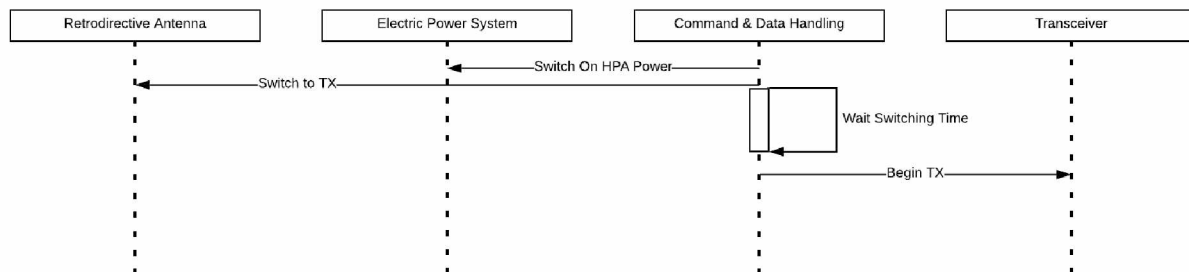 Retrodirective Antenna
Electric Power System
Command & Data Handling
Transceiver
Switch On HPA Power
Switch to TX
Wait Switching Time
Begin TX